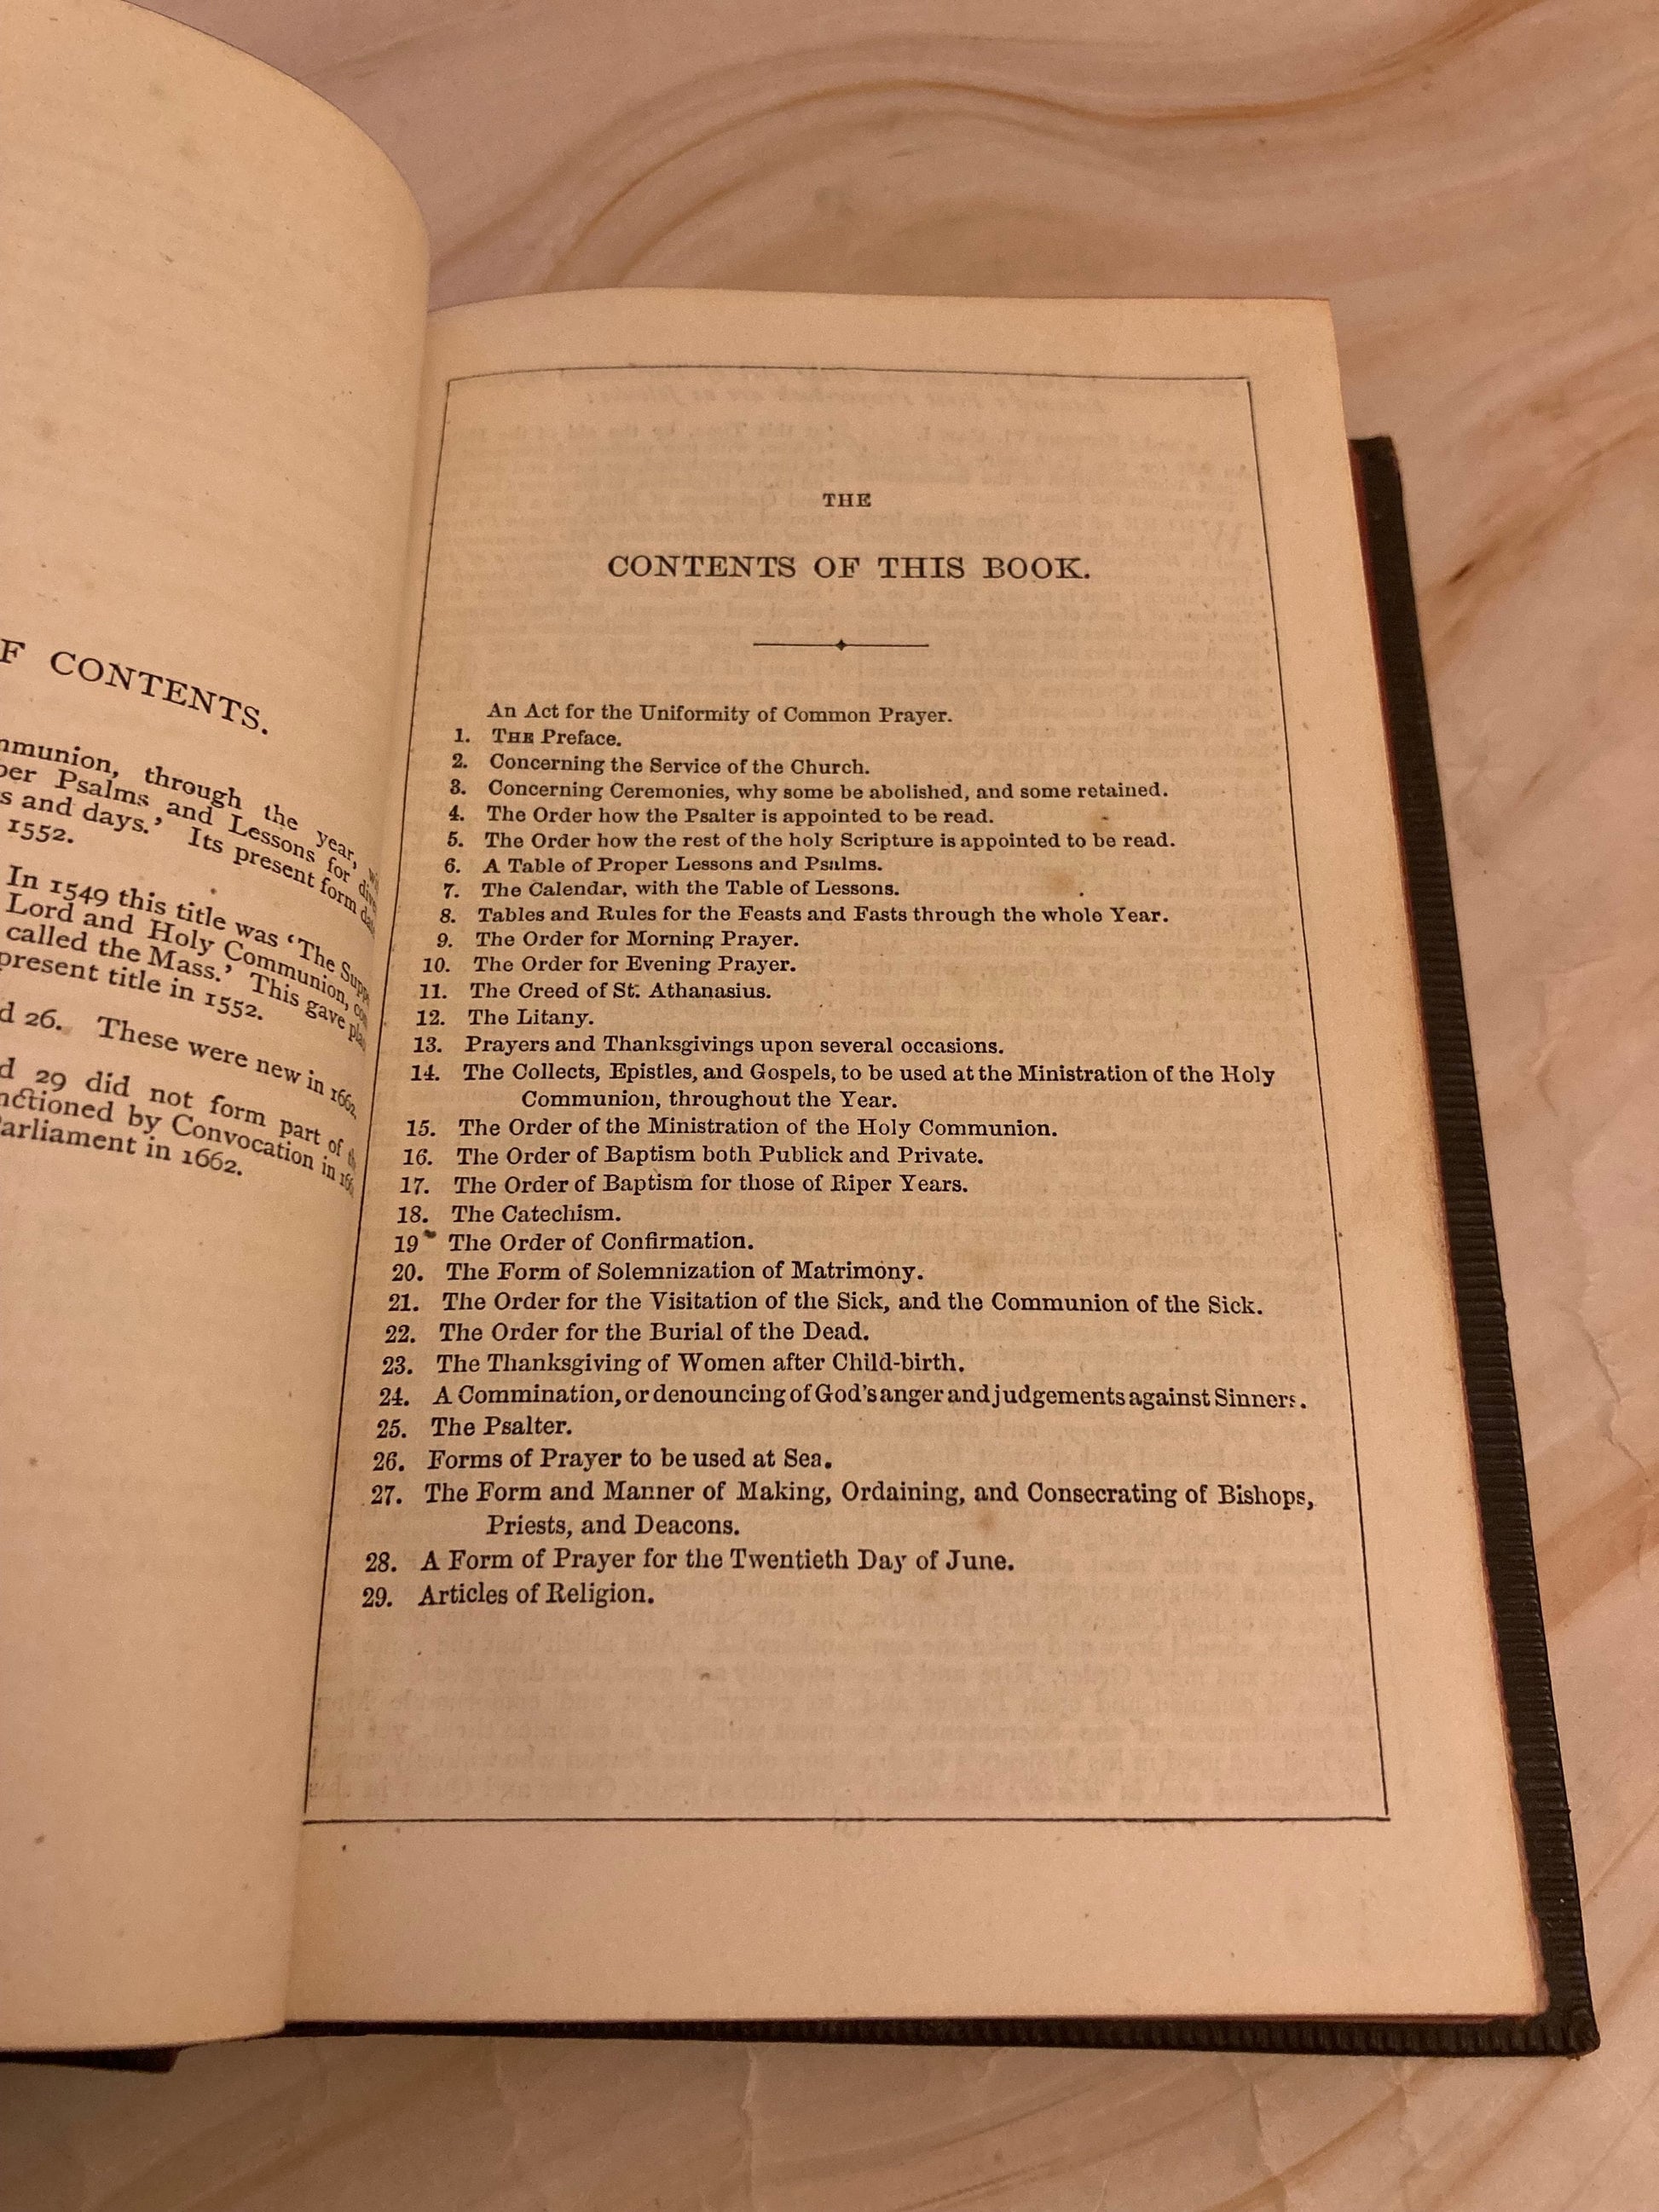 F CONTENTS.
mmunion, through the year,
per Psalms and Lessons for
s and days.' Its present form
1552.
In 1549 this title was 'The
Lord and Holy Communion,
called the Mass.' This gave
present title in 1552.
d 26. These were new in 1662
d 29 did not form part of
nctioned by Convocation in
Parliament in 1662.
THE
CONTENTS OF THIS BOOK.
An Act for the Uniformity of Common Prayer.
1. THE Preface.
2. Concerning the Service of the Church.
3. Concerning Ceremonies, why some be abolished, and some retained.
4. The Order how the Psalter is appointed to be read.
5. The Order how the rest of the holy Scripture is appointed to be read.
6. A Table of Proper Lessons and Psalms.
7. The Calendar, with the Table of Lessons.
8. Tables and Rules for the Feasts and Fasts through the whole Year.
9. The Order for Morning Prayer.
10. The Order for Evening Prayer.
11. The Creed of St. Athanasius.
12. The Litany.
13. Prayers and Thanksgivings upon several occasions.
14. The Collects, Epistles, and Gospels, to be used at the Ministration of the Holy
Communion, throughout the Year.
15. The Order of the Ministration of the Holy Communion.
16. The Order of Baptism both Publick and Private.
17. The Order of Baptism for those of Riper Years.
18. The Catechism.
19 The Order of Confirmation.
20. The Form of Solemnization of Matrimony.
21. The Order for the Visitation of the Sick, and the Communion of the Sick.
22. The Order for the Burial of the Dead.
23. The Thanksgiving of Women after Child-birth.
24. A Commination, or denouncing of God's anger and judgements against Sinners.
25. The Psalter.
26. Forms of Prayer to be used at Sea.
27. The Form and Manner of Making, Ordaining, and Consecrating of Bishops,
Priests, and Deacons.
28. A Form of Prayer for the Twentieth Day of June.
29. Articles of Religion.